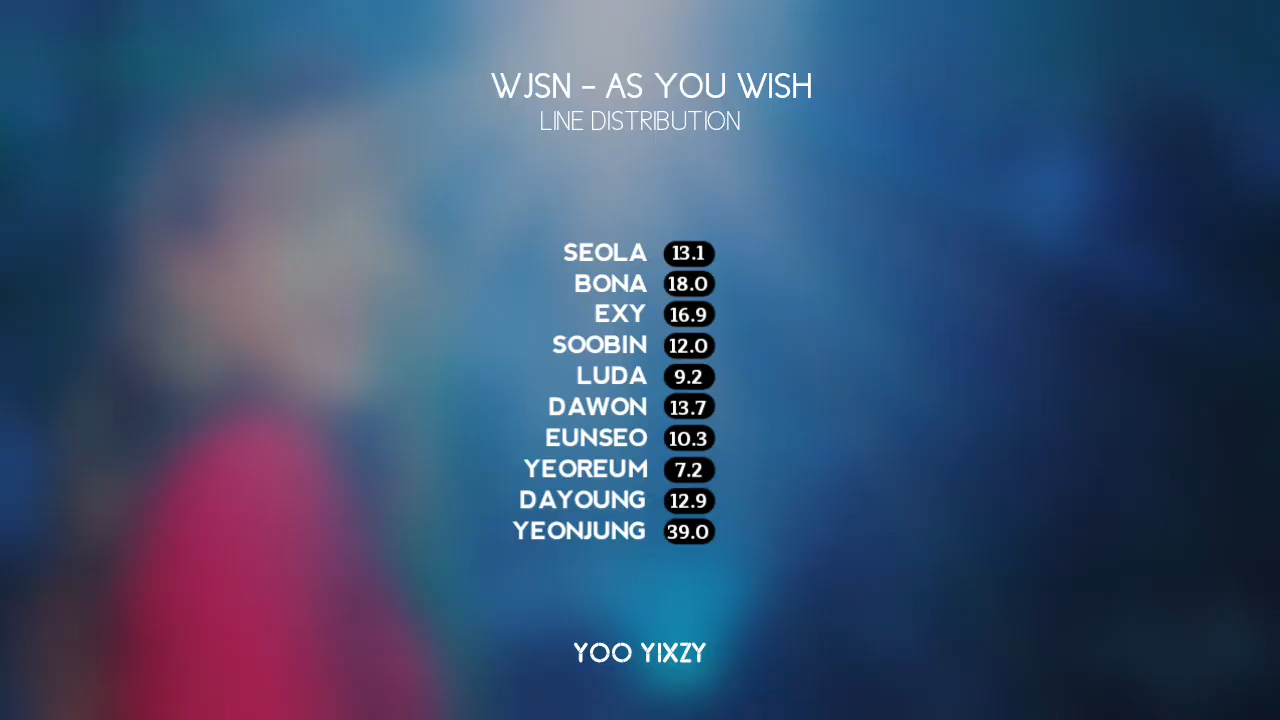 WJSN - AS YOU WISH
LINE DISTRIBUTION
SEOLA 13.1
BONA 18.0
EXY 16.9
SOOBIN 12.0
LUDA 9.2
DAWON 13.7
EUNSEO 10.3
YEOREUM 7.2
DAYOUNG 12.9
YEONJUNG 39.0
YOO YIXZY